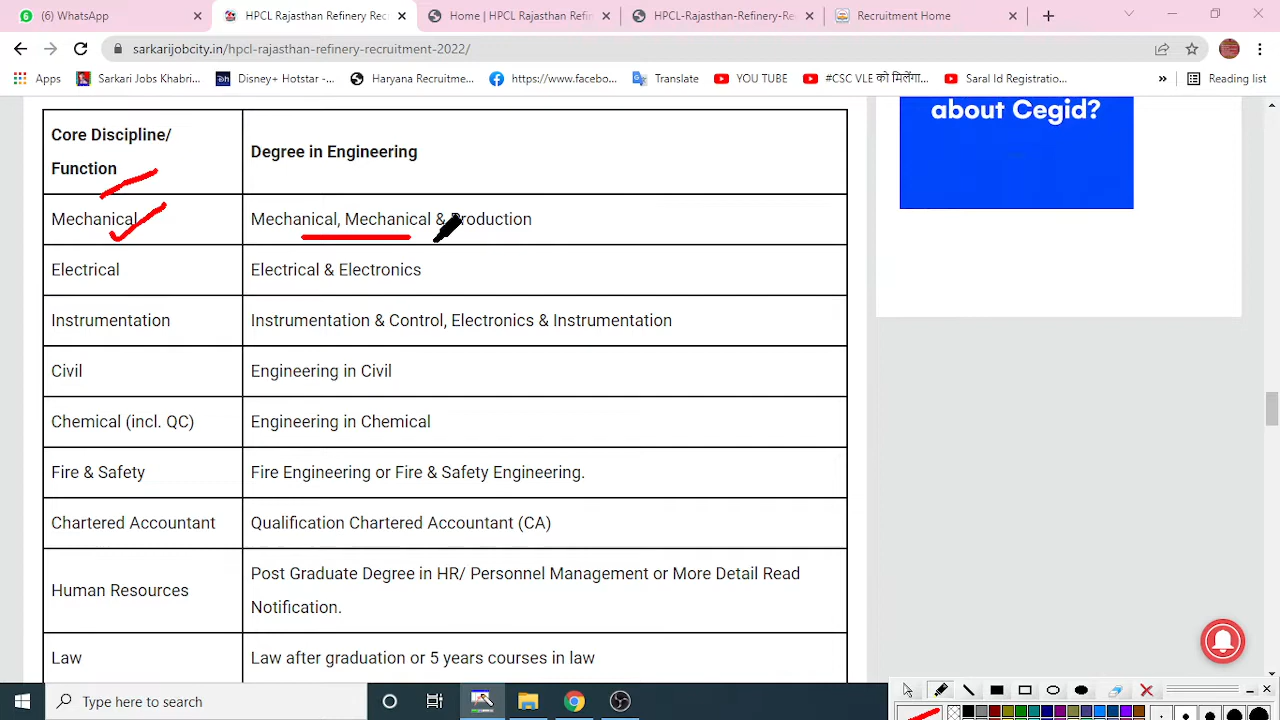 (1) WhatsApp
HPCL Rajasthan Refinery Recr
Home | HPCL Rajasthan Refin
HPCL-Rajasthan-Refinery-Re
Recruitment Home
sarkarijobcity.in/hpcl-rajasthan-refinery-recruitment-2022/
Apps
Sarkari Jobs Khabri...
Disney+ Hotstar -...
Haryana Recruitme...
https://www.facebo...
Translate
YOU TUBE
#CSC VLE को मिलेंगा...
Saral Id Registratio...
»
Reading list
about Cegid?
Core Discipline/
Function
Degree in Engineering
Mechanical
Mechanical, Mechanical & Production
Electrical
Electrical & Electronics
Instrumentation
Instrumentation & Control, Electronics & Instrumentation
Civil
Engineering in Civil
Chemical (incl. QC)
Engineering in Chemical
Fire & Safety
Fire Engineering or Fire & Safety Engineering.
Chartered Accountant
Qualification Chartered Accountant (CA)
Human Resources
Post Graduate Degree in HR/ Personnel Management or More Detail Read
Notification.
Law
Law after graduation or 5 years courses in law
Type here to search